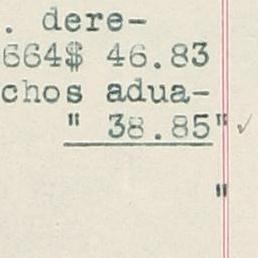 . dere-
664$ 46.83
chos adua-
" 38.85"✓
"